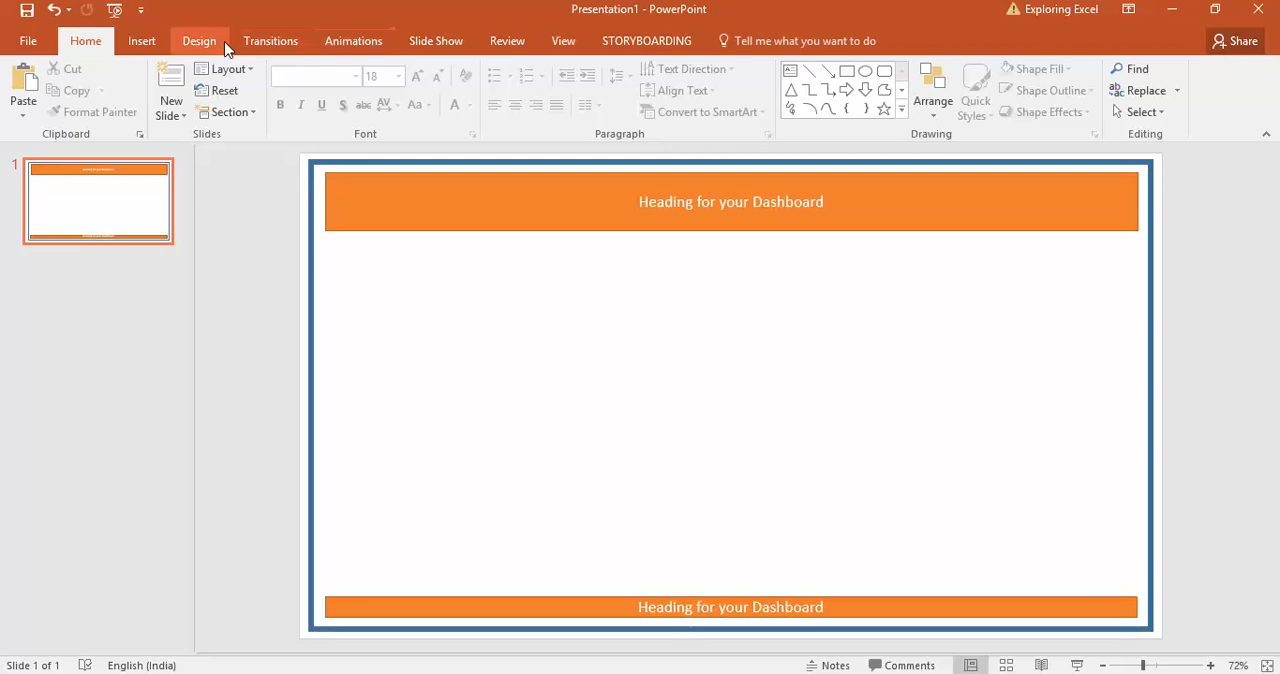 Presentation1 - PowerPoint
Exploring Excel
File
Home
Insert
Design
Transitions
Animations
Slide Show
Review
View
STORYBOARDING
Tell me what you want to do
Share
Paste
Cut
Copy
Format Painter
Clipboard
New
Slide
Layout
Reset
Section
Slides
18
B I U S abc AV Aa A
Font
Text Direction
Align Text
Convert to SmartArt
Paragraph
Arrange
Quick
Styles
Shape Fill
Shape Outline
Shape Effects
Drawing
Find
Replace
Select
Editing
1
Heading for your Dashboard
Heading for your Dashboard
Slide 1 of 1
English (India)
Notes
Comments
72%